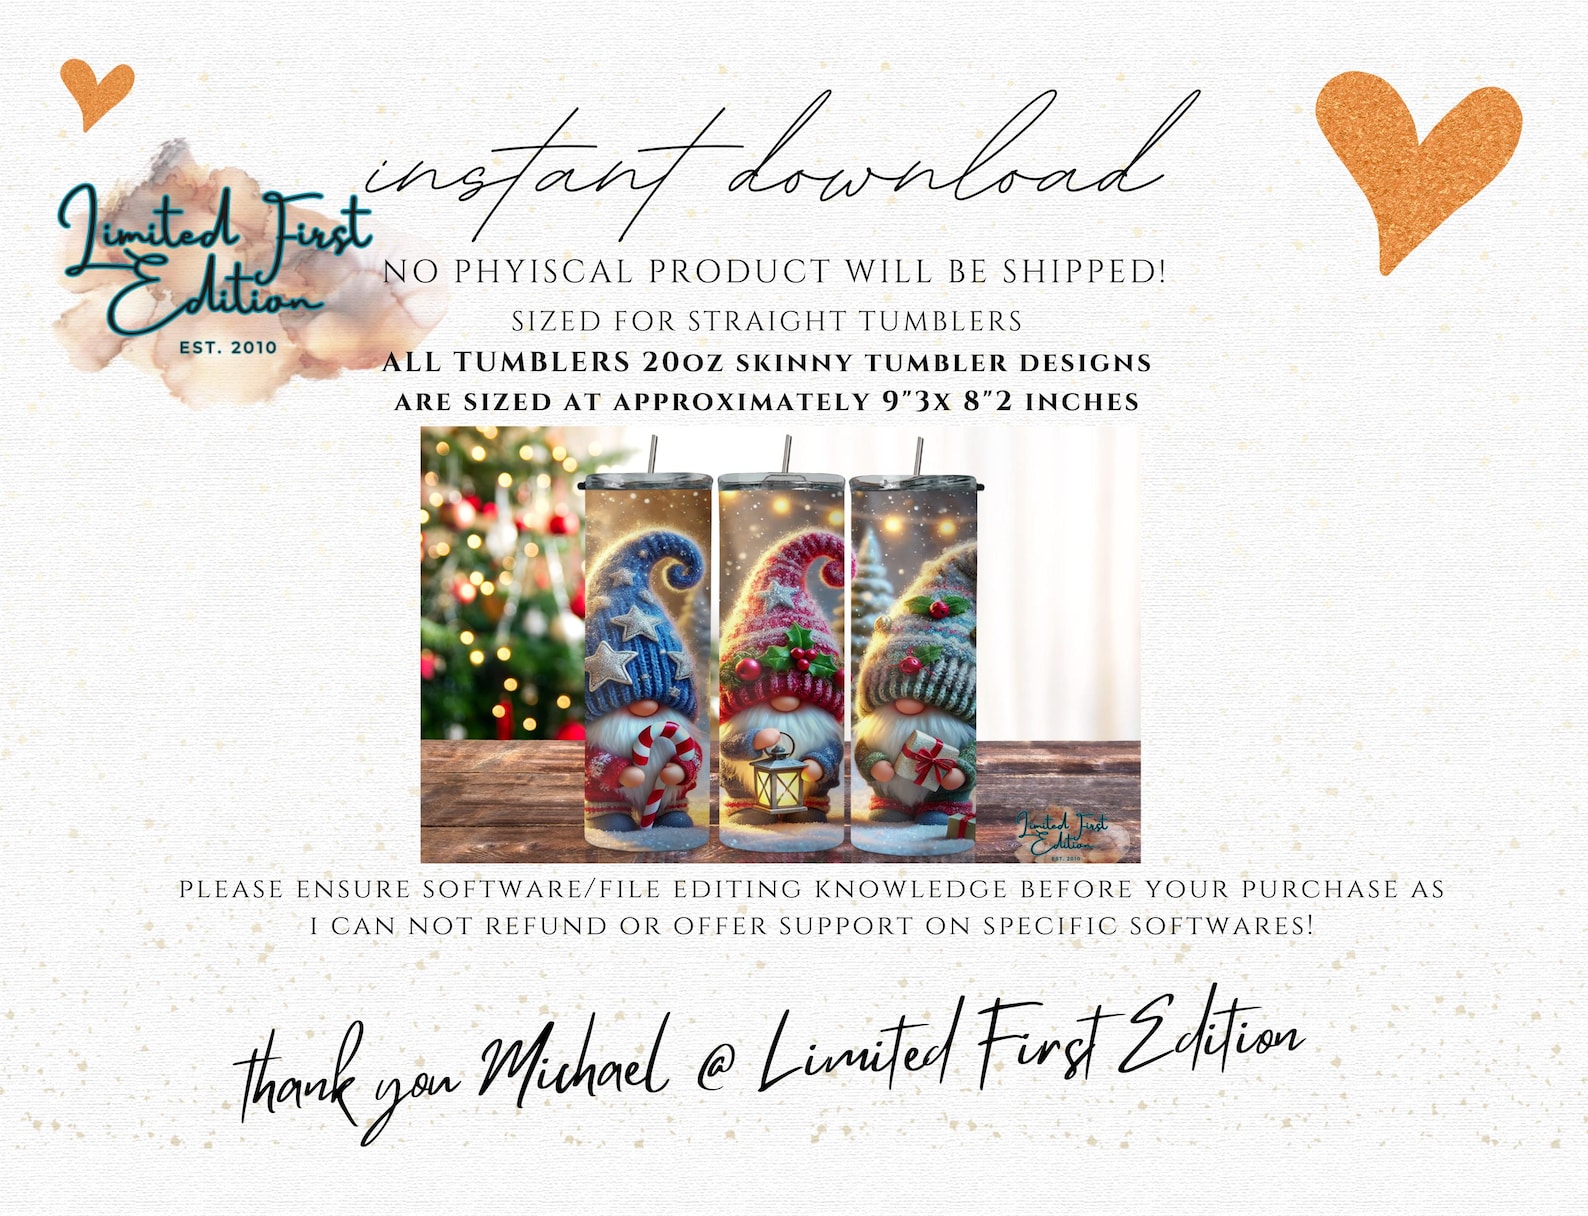 instant download
Limited First
Edition
EST. 2010
NO PHYISCAL PRODUCT WILL BE SHIPPED!
SIZED FOR STRAIGHT TUMBLERS
ALL TUMBLERS 20OZ SKINNY TUMBLER DESIGNS
ARE SIZED AT APPROXIMATELY 9"3X 8"2 INCHES
Limited First
Edition
EST. 2010
PLEASE ENSURE SOFTWARE/FILE EDITING KNOWLEDGE BEFORE YOUR PURCHASE AS
I CAN NOT REFUND OR OFFER SUPPORT ON SPECIFIC SOFTWARES!
thank you Michael @ Limited First Edition